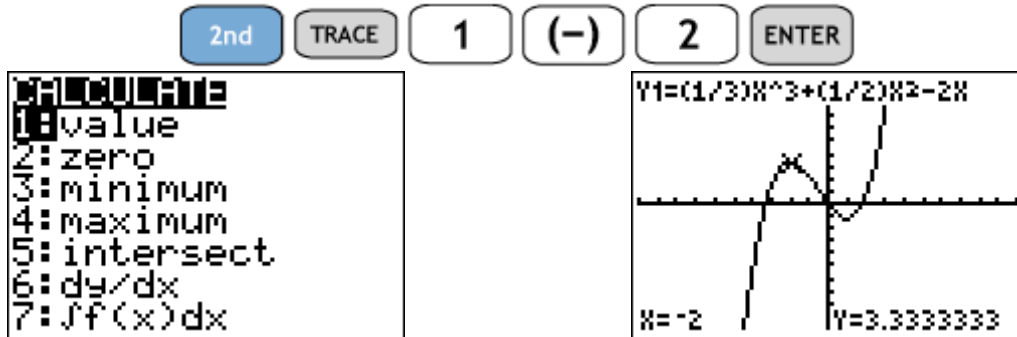 2nd TRACE 1 (-) 2 ENTER
CALCULATE
1:value
2:zero
3:minimum
4:maximum
5:intersect
6:dy/dx
7:∫f(x)dx
Y1=(1/3)X^3+(1/2)X²-2X
X=-2 Y=3.3333333